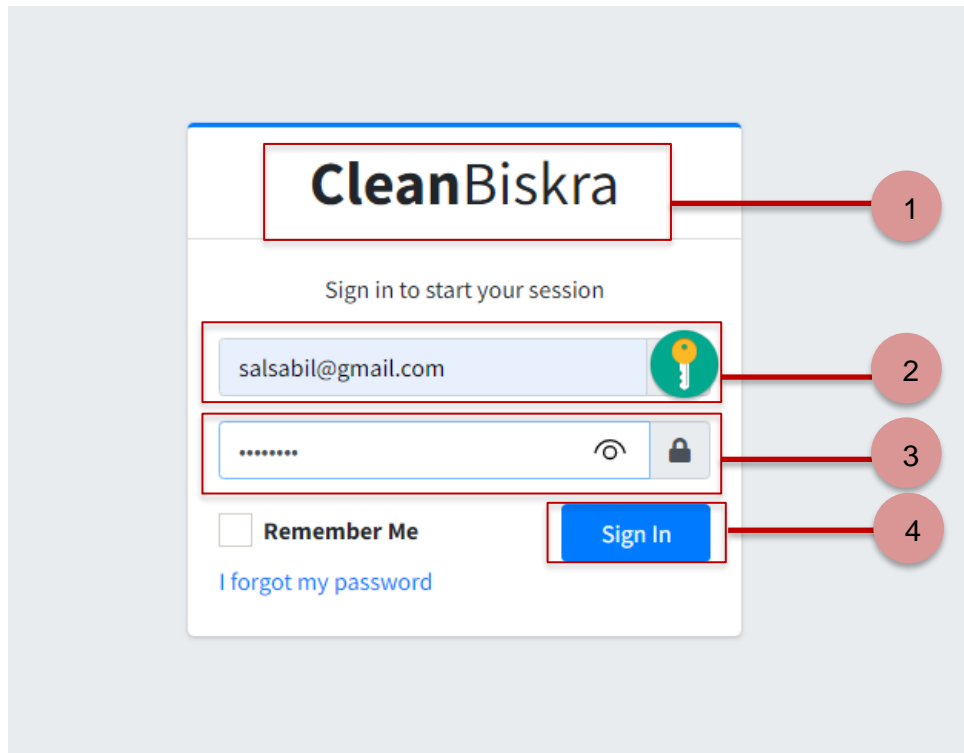 CleanBiskra
1
Sign in to start your session
salsabil@gmail.com
2
••••••••
3
Remember Me
Sign In
4
I forgot my password